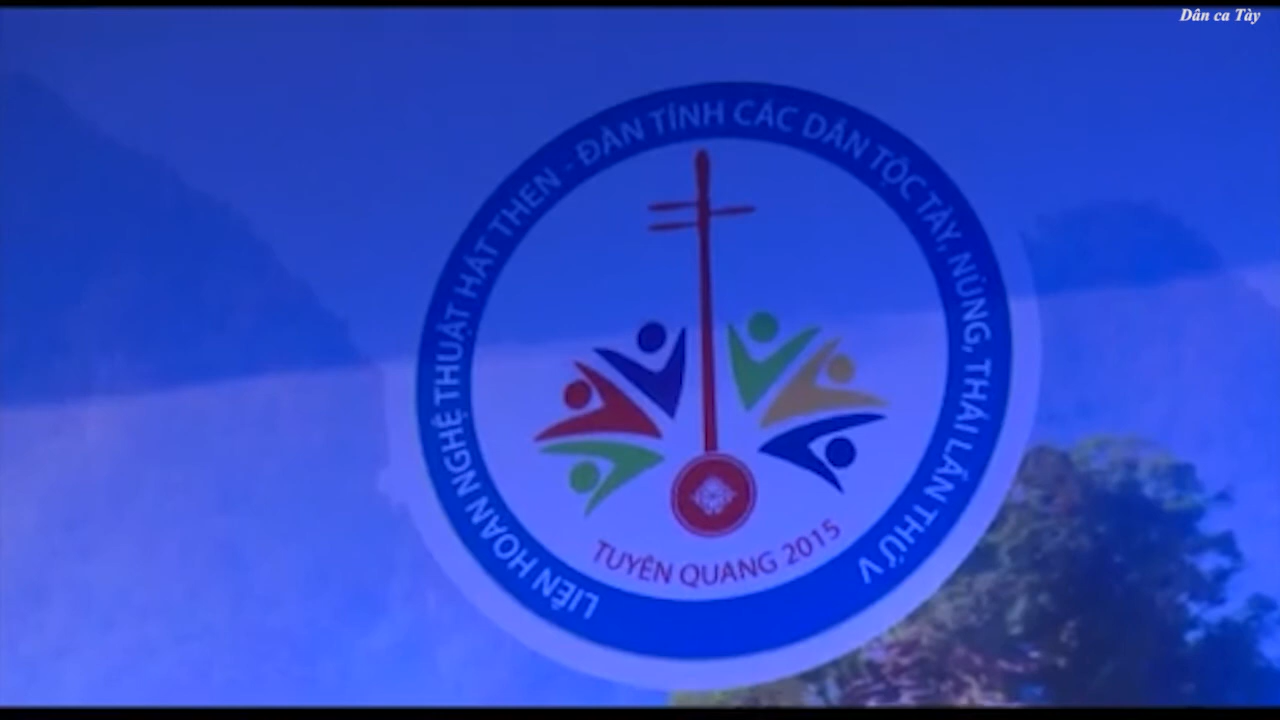 Dân ca Tày
LIÊN HOAN NGHỆ THUẬT HÁT THEN - ĐÀN TÍNH CÁC DÂN TỘC TÀY, NÙNG, THÁI LẦN THỨ V
TUYÊN QUANG 2015